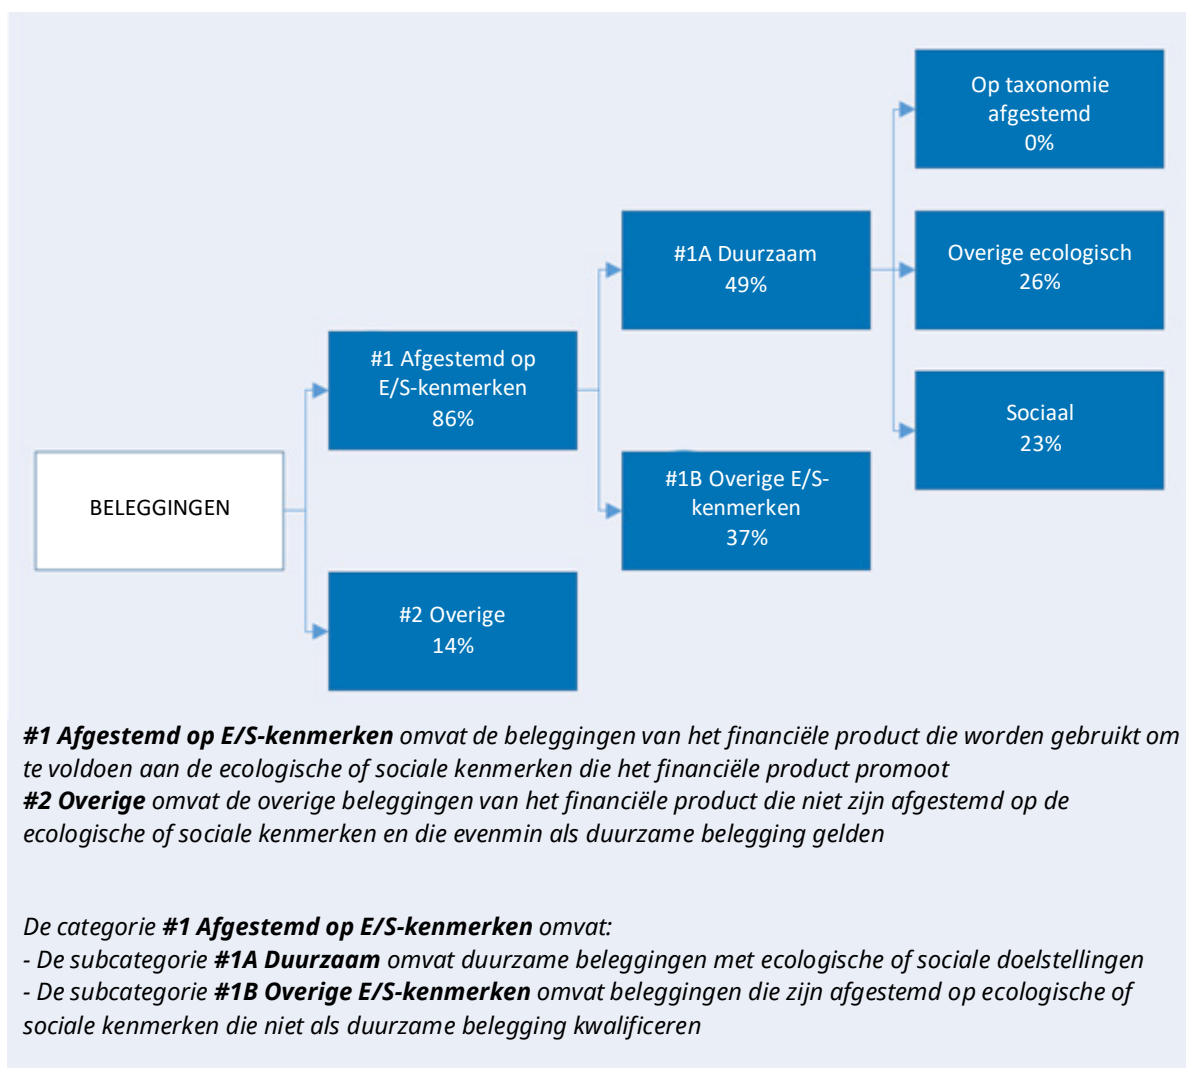 Op taxonomie
afgestemd
0%
#1A Duurzaam
49%
Overige ecologisch
26%
#1 Afgestemd op
E/S-kenmerken
86%
Sociaal
23%
BELEGGINGEN
#1B Overige E/S-
kenmerken
37%
#2 Overige
14%
#1 Afgestemd op E/S-kenmerken omvat de beleggingen van het financiële product die worden gebruikt om
te voldoen aan de ecologische of sociale kenmerken die het financiële product promoot
#2 Overige omvat de overige beleggingen van het financiële product die niet zijn afgestemd op de
ecologische of sociale kenmerken en die evenmin als duurzame belegging gelden
De categorie #1 Afgestemd op E/S-kenmerken omvat:
- De subcategorie #1A Duurzaam omvat duurzame beleggingen met ecologische of sociale doelstellingen
- De subcategorie #1B Overige E/S-kenmerken omvat beleggingen die zijn afgestemd op ecologische of
sociale kenmerken die niet als duurzame belegging kwalificeren